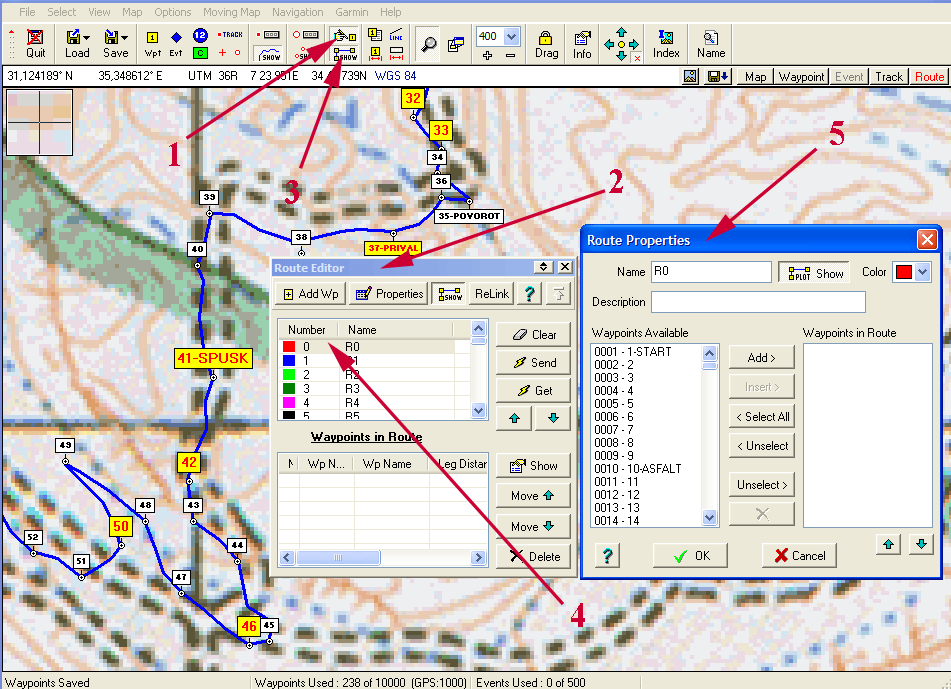 File Select View Map Options Moving Map Navigation Garmin Help
1 12 TRACK LINE 400
SHOW SHOW
Quit Load Save Wpt Evt C Drag Info Index Name
31,124189° N 35,348612° E UTM 36R 7 23,951E WGS 84 Map Waypoint Event Track Route
32
33
34
36
35-POVOROT
39
38
37-PRIVAL
40
41-SPUSK
42
43
44
45
46
47
48
49
50
51
52
1
3
2
5
4
Route Editor
Add Wp Properties SHOW ReLink ?
Number Name
0 R0
1 R1
2 R2
3 R3
4 R4
5 R5
Clear
Send
Get
Waypoints in Route
N Wp N... Wp Name Leg Distar
Show
Move
Move
Delete
Route Properties
Name R0 PLOT Show Color
Description
Waypoints Available Waypoints in Route
0001 - 1-START
0002 - 2
0003 - 3
0004 - 4
0005 - 5
0006 - 6
0007 - 7
0008 - 8
0009 - 9
0010 - 10-ASFALT
0011 - 11
0012 - 12
0013 - 13
0014 - 14
Add >
Insert >
< Select All
< Unselect
Unselect >
? OK Cancel
Waypoints Saved Waypoints Used : 238 of 10000 (GPS:1000) Events Used : 0 of 500